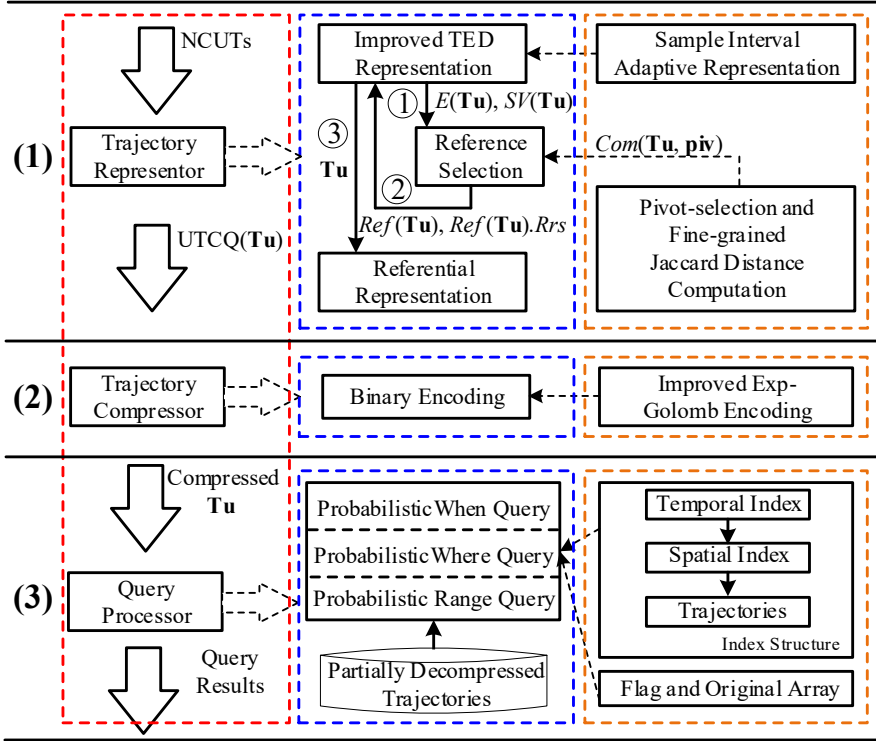 NCUTs
Improved TED
Representation
Sample Interval
Adaptive Representation
①
E(Tu), SV(Tu)
③
Tu
(1)
Trajectory
Representor
Reference
Selection
Com(Tu, piv)
②
Ref(Tu), Ref(Tu).Rrs
UTCQ(Tu)
Pivot-selection and
Fine-grained
Jaccard Distance
Computation
Referential
Representation
(2)
Trajectory
Compressor
Binary Encoding
Improved Exp-
Golomb Encoding
Compressed
Tu
Probabilistic When Query
Probabilistic Where Query
Probabilistic Range Query
Temporal Index
Spatial Index
Trajectories
Index Structure
(3)
Query
Processor
Query
Results
Partially Decompressed
Trajectories
Flag and Original Array